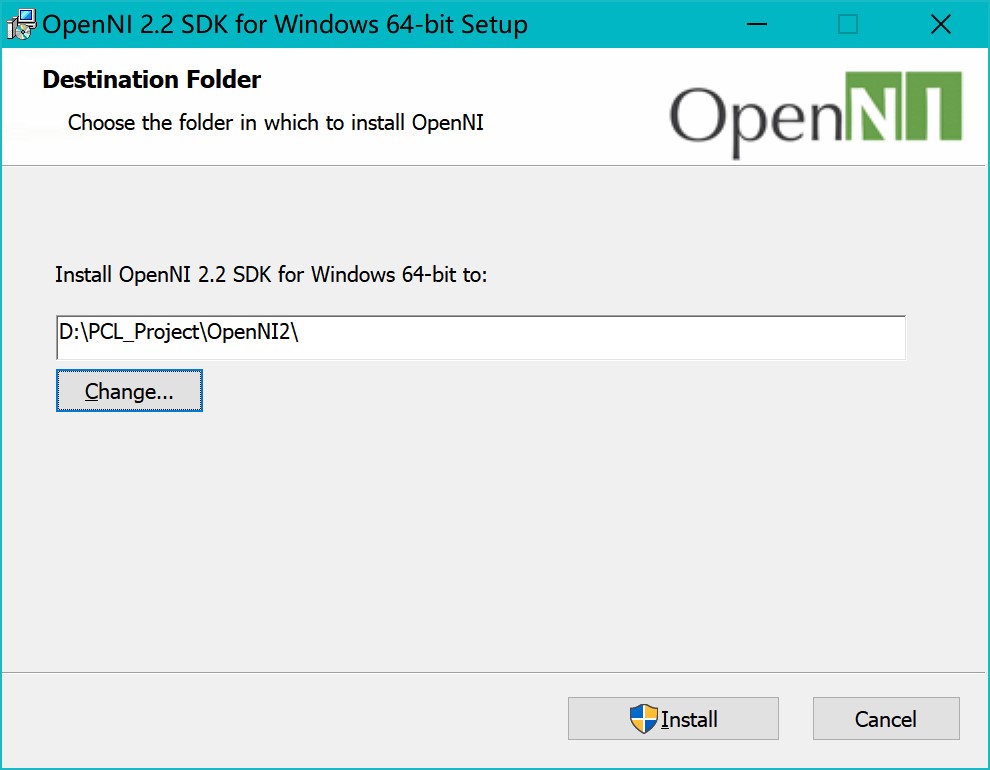 OpenNI 2.2 SDK for Windows 64-bit Setup
Destination Folder
Choose the folder in which to install OpenNI
OpenNI
Install OpenNI 2.2 SDK for Windows 64-bit to:
D:\PCL_Project\OpenNI2\
Change...
Install
Cancel